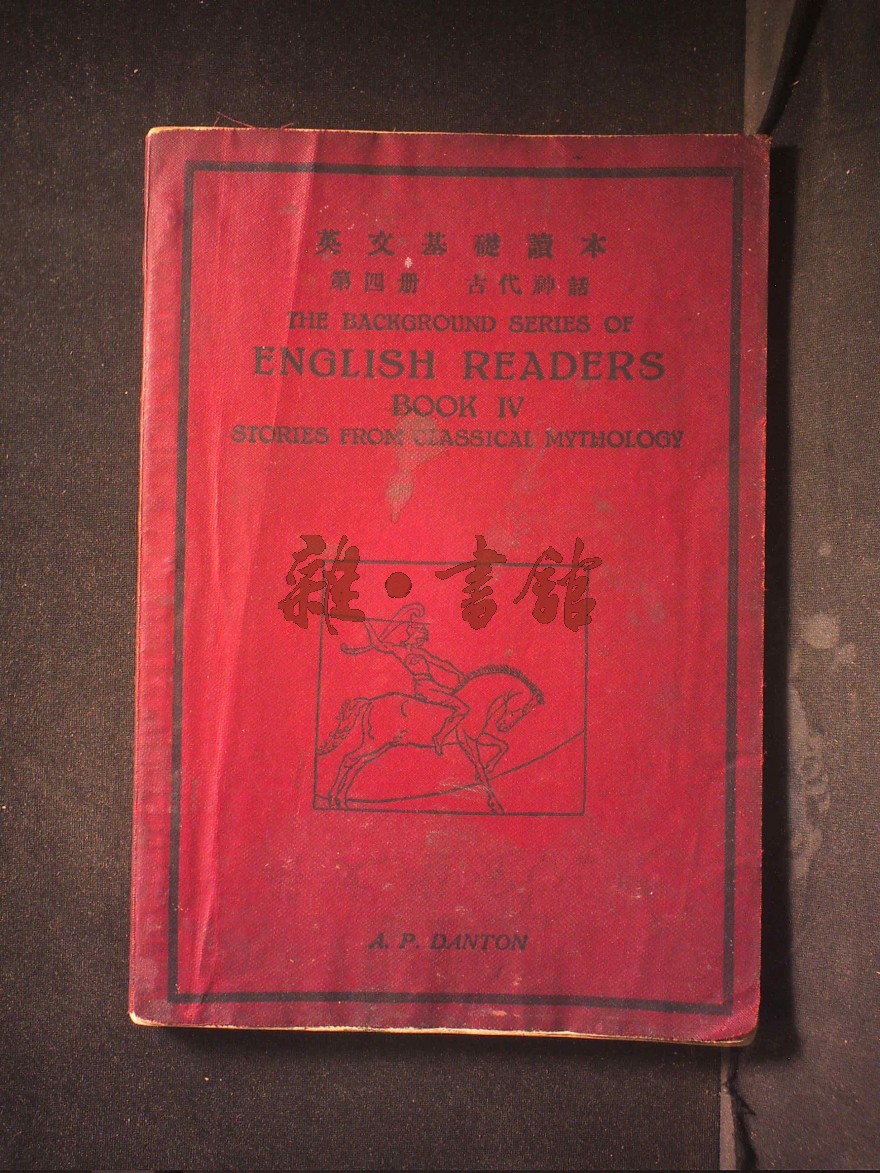 英文基礎讀本
第四册 古代神話
THE BACKGROUND SERIES OF
ENGLISH READERS
BOOK IV
STORIES FROM CLASSICAL MYTHOLOGY
雜·書館
A. P. DANTON